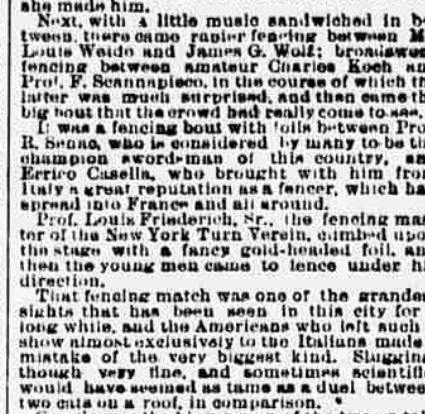 she made him.
Next, with a little music sandwiched in be-
tween, there came rapier fencing between M
Louis Weido and James G. Wolf; broadswor
fencing between amateur Charles Koch an
Prof. F. Scannapieco, in the course of which th
latter was much surprised, and then came th
big bout that the crowd had really come to see.
It was a fencing bout with foils between Pro
R. Senac, who is considered by many to be th
champion swordsman of this country, an
Errico Casella, who brought with him from
Italy a great reputation as a fencer, which ha
spread into France and all around.
Prof. Louis Friederich, Sr., the fencing mas
ter of the New York Turn Verein, climbed upo
the stage with a fancy gold-headed foil, an
then the young men came to fence under hi
direction.
That fencing match was one of the grandes
sights that has been seen in this city for
long while, and the Americans who left such
show almost exclusively to the Italians made
mistake of the very biggest kind. Slugging
though very fine, and sometimes scientific
would have seemed as tame as a duel betwee
two cats on a roof, in comparison.